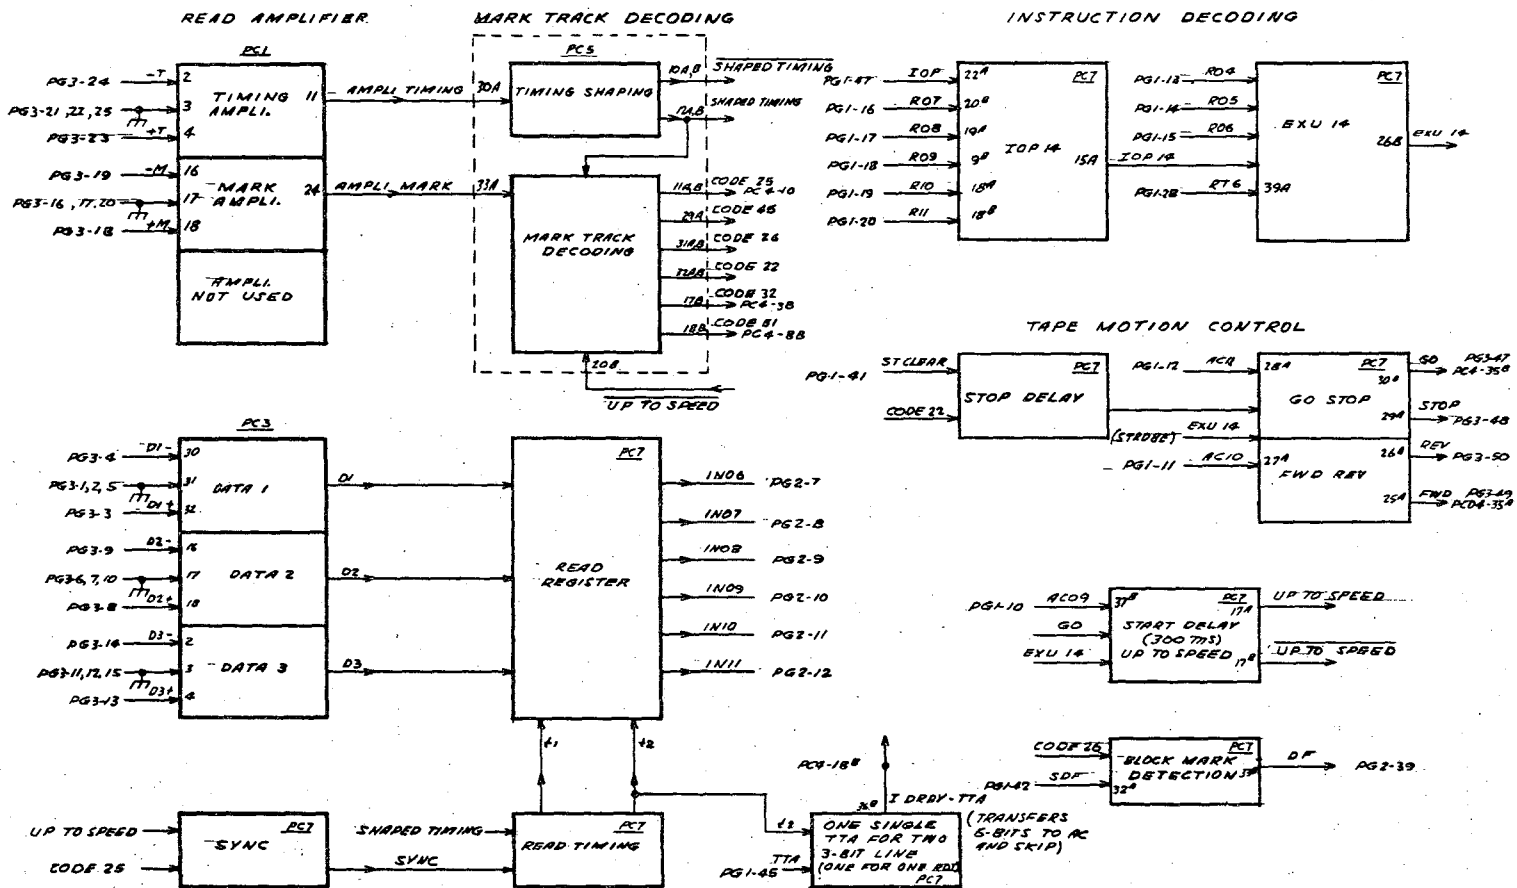 READ AMPLIFIER
MARK TRACK DECODING
INSTRUCTION DECODING
PC1
PG3-24 -T 2
PG3-21,22,25 3
PG3-23 +T 4
TIMING AMPLI.
11 AMPLI TIMING 30A
PG3-19 -M 16
PG3-16,17,20 17
PG3-18 +M 18
MARK AMPLI.
24 AMPLI MARK 33A
AMPLI. NOT USED
PC5
TIMING SHAPING
10A,B SHAPED TIMING
12A,B SHAPED TIMING
MARK TRACK DECODING
11A,B CODE 25 PC4-10
29A CODE 45
31A,B CODE 26
32A,B CODE 22
17B CODE 32 PC4-3B
18B CODE 51 PC4-8B
20B
UP TO SPEED
PG1-47 IOP 22A
PG1-16 R07 20B
PG1-17 R08 19A
PG1-18 R09 9B
PG1-19 R10 18A
PG1-20 R11 18B
PC7
IOP 14
15A IOP 14
PG1-13 R04
PG1-14 R05
PG1-15 R06
PG1-28 RT6 39A
PC7
EXU 14
26B EXU 14
TAPE MOTION CONTROL
PG1-41 ST CLEAR
CODE 22
PC7
STOP DELAY
PG1-12 28A
(STROBE) EXU 14
PG1-11 AC10 27A
PC7
GO STOP
FWD REV
30B GO PG3-47 PC4-35B
29A STOP PG3-48
26A REV PG3-50
25A FWD PG3-49 PC04-35A
PC3
PG3-4 D1- 30
PG3-1,2,5 31
PG3-3 D1+ 32
DATA 1
D1
PG3-9 D2- 16
PG3-6,7,10 17
PG3-8 D2+ 18
DATA 2
D2
PG3-14 D3- 2
PG3-11,12,15 3
PG3-13 D3+ 4
DATA 3
D3
PC7
READ REGISTER
IN06 PG2-7
IN07 PG2-8
IN08 PG2-9
IN09 PG2-10
IN10 PG2-11
IN11 PG2-12
t1
t2
PG1-10 AC09 37B
GO
EXU 14
PC7
START DELAY
(300 ms)
UP TO SPEED
17A UP TO SPEED
17B UP TO SPEED
CODE 26
PG1-42 SDF 32A
PC7
BLOCK MARK DETECTION
DF PG2-39
UP TO SPEED
CODE 25
PC7
SYNC
SHAPED TIMING
SYNC
PC7
READ TIMING
t2
PG1-45 TTA
PC4-18B
36B I DRDY-TTA
(TRANSFERS
6-BITS TO AC
AND SKIP)
ONE SINGLE
TTA FOR TWO
3-BIT LINE
(ONE FOR ONE RDT)
PC7